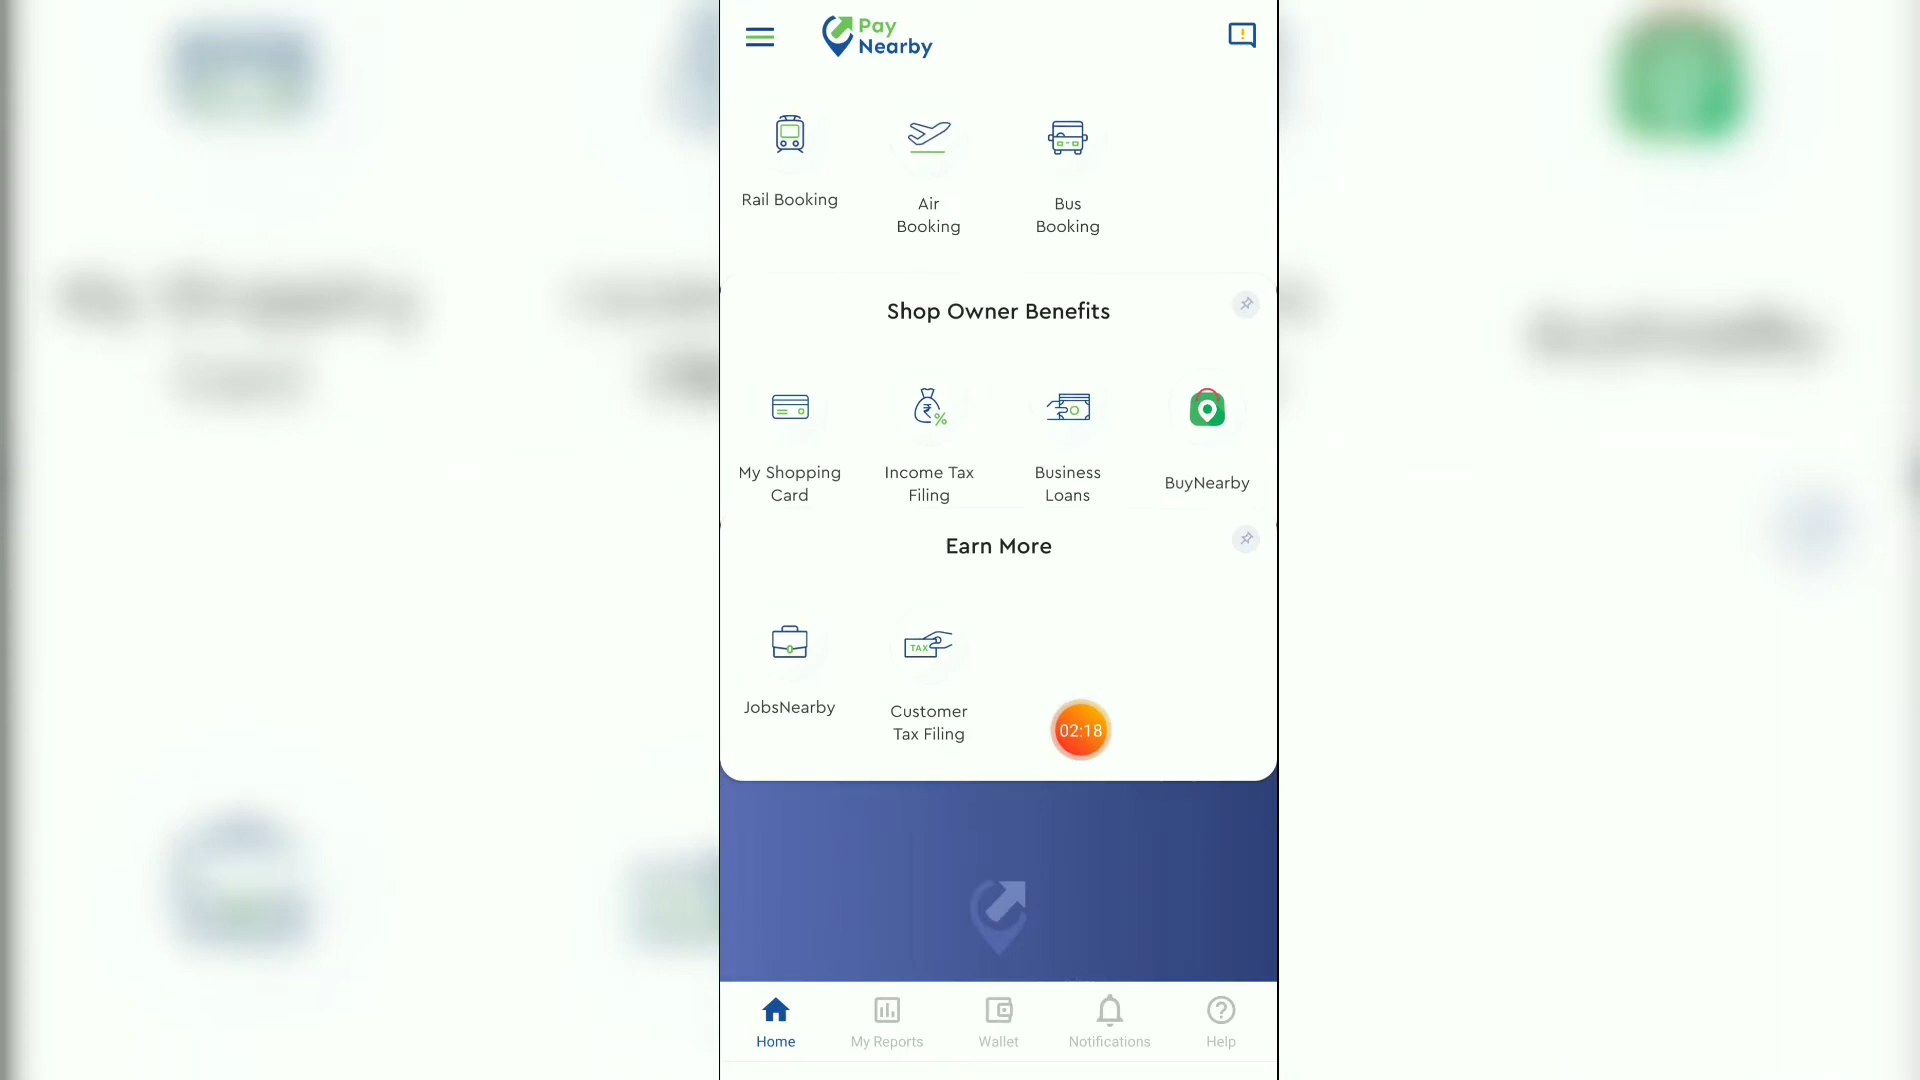 Pay
Nearby
Rail Booking
Air
Booking
Bus
Booking
Shop Owner Benefits
My Shopping
Card
Income Tax
Filing
Business
Loans
BuyNearby
Earn More
JobsNearby
TAX
Customer
Tax Filing
02:18
Home
My Reports
Wallet
Notifications
Help